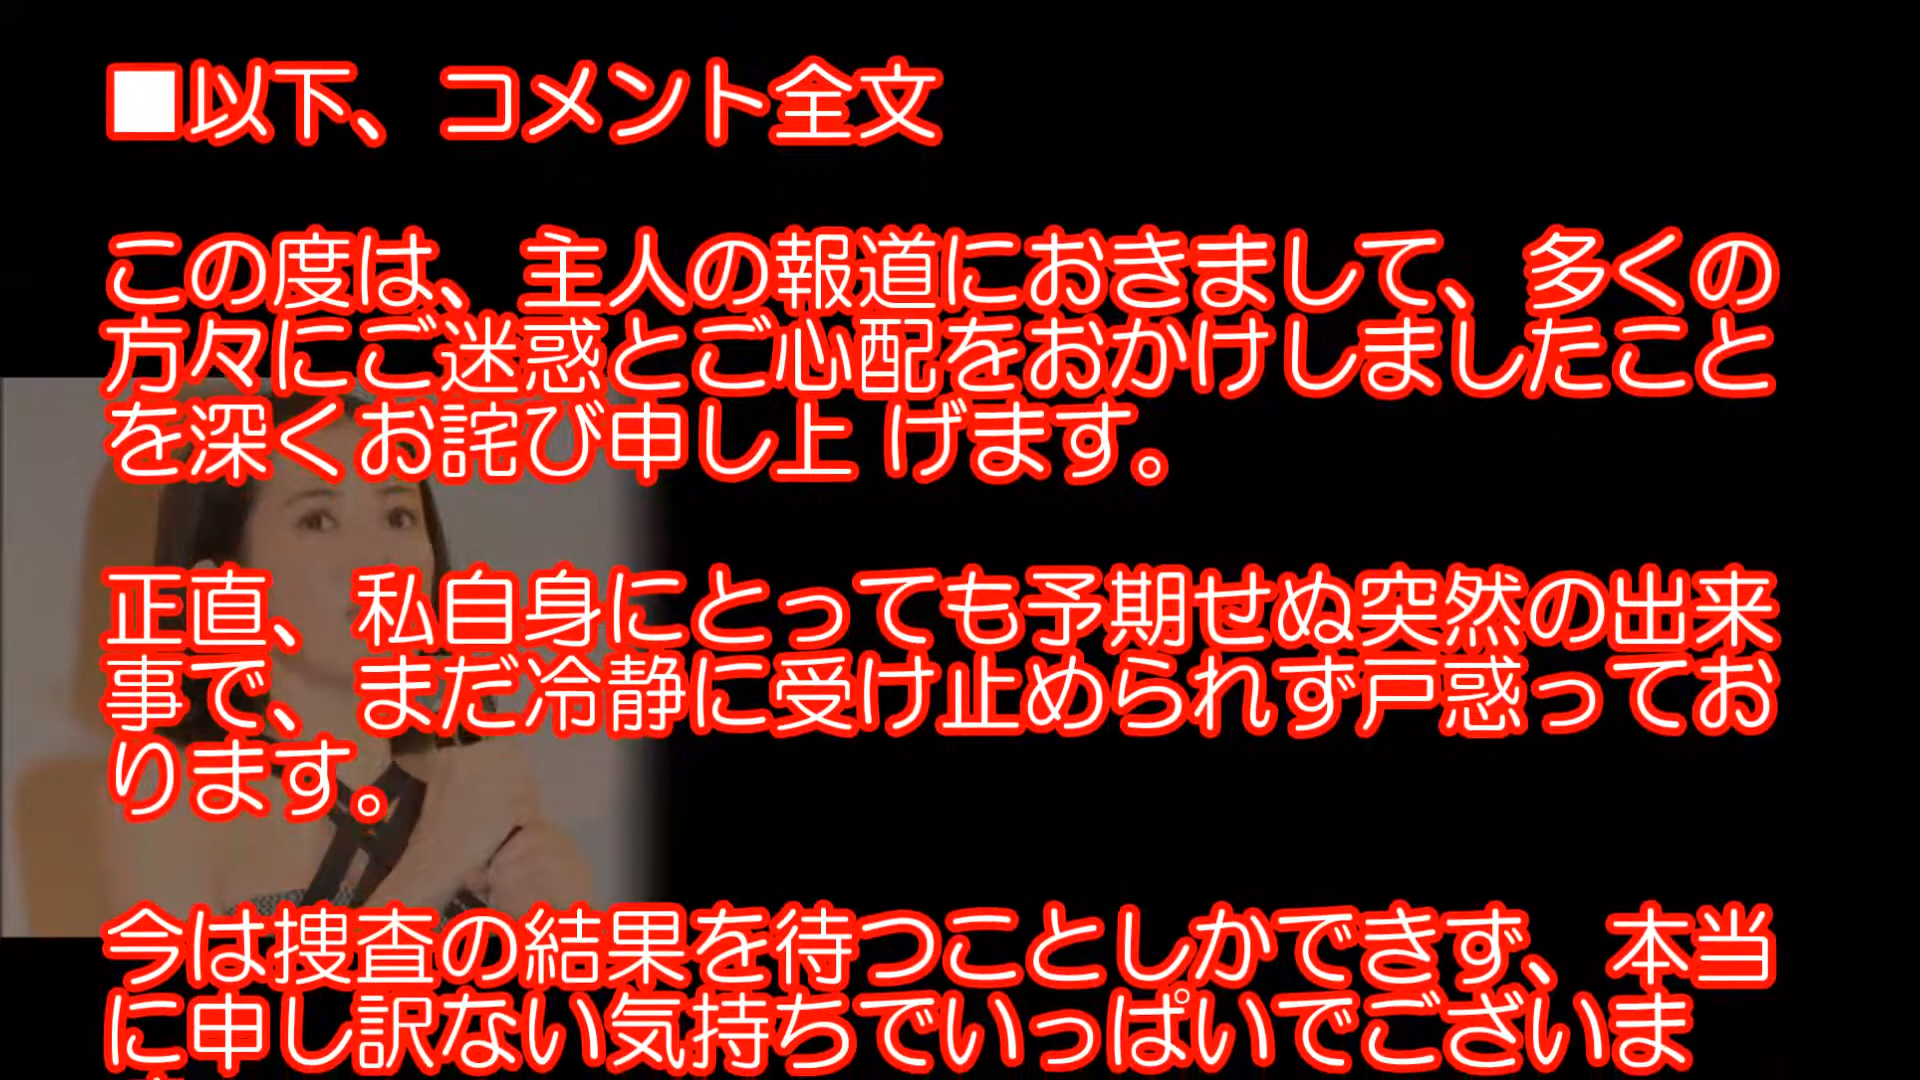 ■以下、コメント全文
この度は、主人の報道におきまして、多くの
方々にご迷惑とご心配をおかけしましたこと
を深くお詫び申し上 げます。
正直、私自身にとっても予期せぬ突然の出来
事で、まだ冷静に受け止められず戸惑ってお
ります。
今は捜査の結果を待つことしかできず、本当
に申し訳ない気持ちでいっぱいでございま